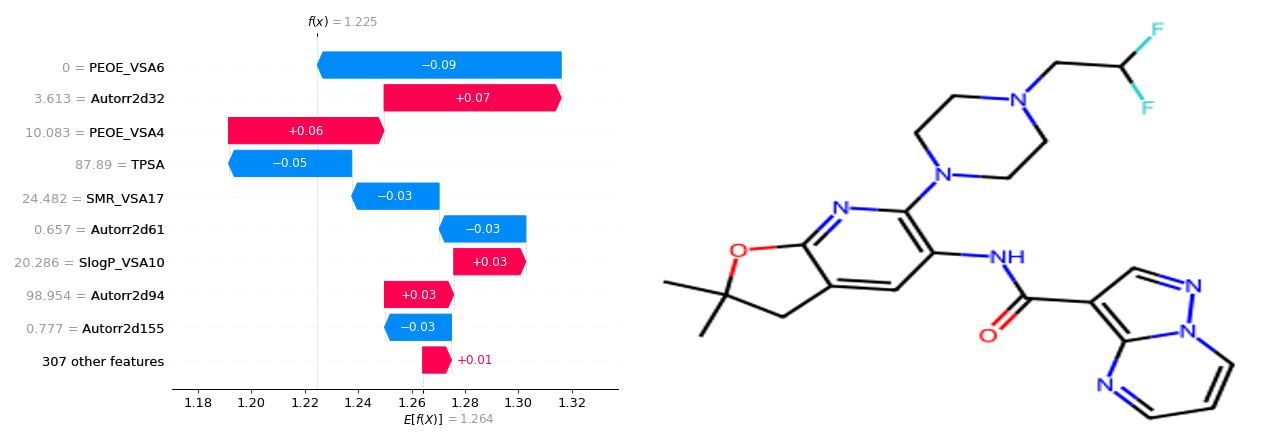 f(x) = 1.225
0 = PEOE_VSA6
−0.09
3.613 = Autorr2d32
+0.07
10.083 = PEOE_VSA4
+0.06
87.89 = TPSA
−0.05
24.482 = SMR_VSA17
−0.03
0.657 = Autorr2d61
−0.03
20.286 = SlogP_VSA10
+0.03
98.954 = Autorr2d94
+0.03
0.777 = Autorr2d155
−0.03
307 other features
+0.01
1.18 1.20 1.22 1.24 1.26 1.28 1.30 1.32
E[f(X)] = 1.264
F
F
N
N
N
O
NH
N
O
N
N